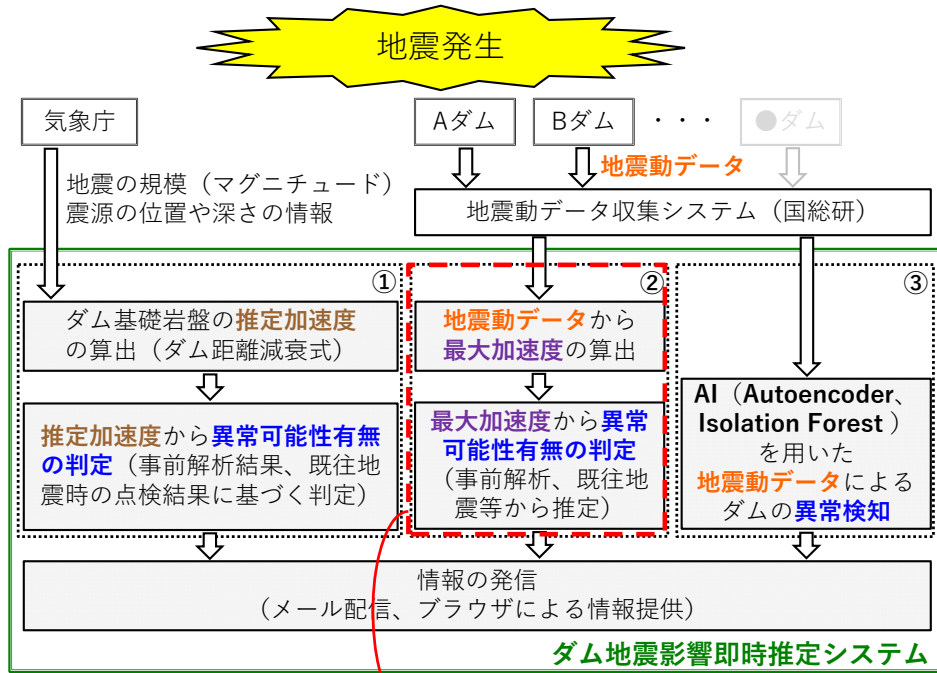 地震発生
気象庁
Aダム
Bダム
・・・
●ダム
地震動データ
地震の規模（マグニチュード）
震源の位置や深さの情報
地震動データ収集システム（国総研）
①
ダム基礎岩盤の推定加速度
の算出（ダム距離減衰式）
推定加速度から異常可能性有無
の判定（事前解析結果、既往地
震時の点検結果に基づく判定）
②
地震動データから
最大加速度の算出
最大加速度から異常
可能性有無の判定
（事前解析、既往地
震等から推定）
③
AI（Autoencoder、
Isolation Forest ）
を用いた
地震動データによる
ダムの異常検知
情報の発信
（メール配信、ブラウザによる情報提供）
ダム地震影響即時推定システム